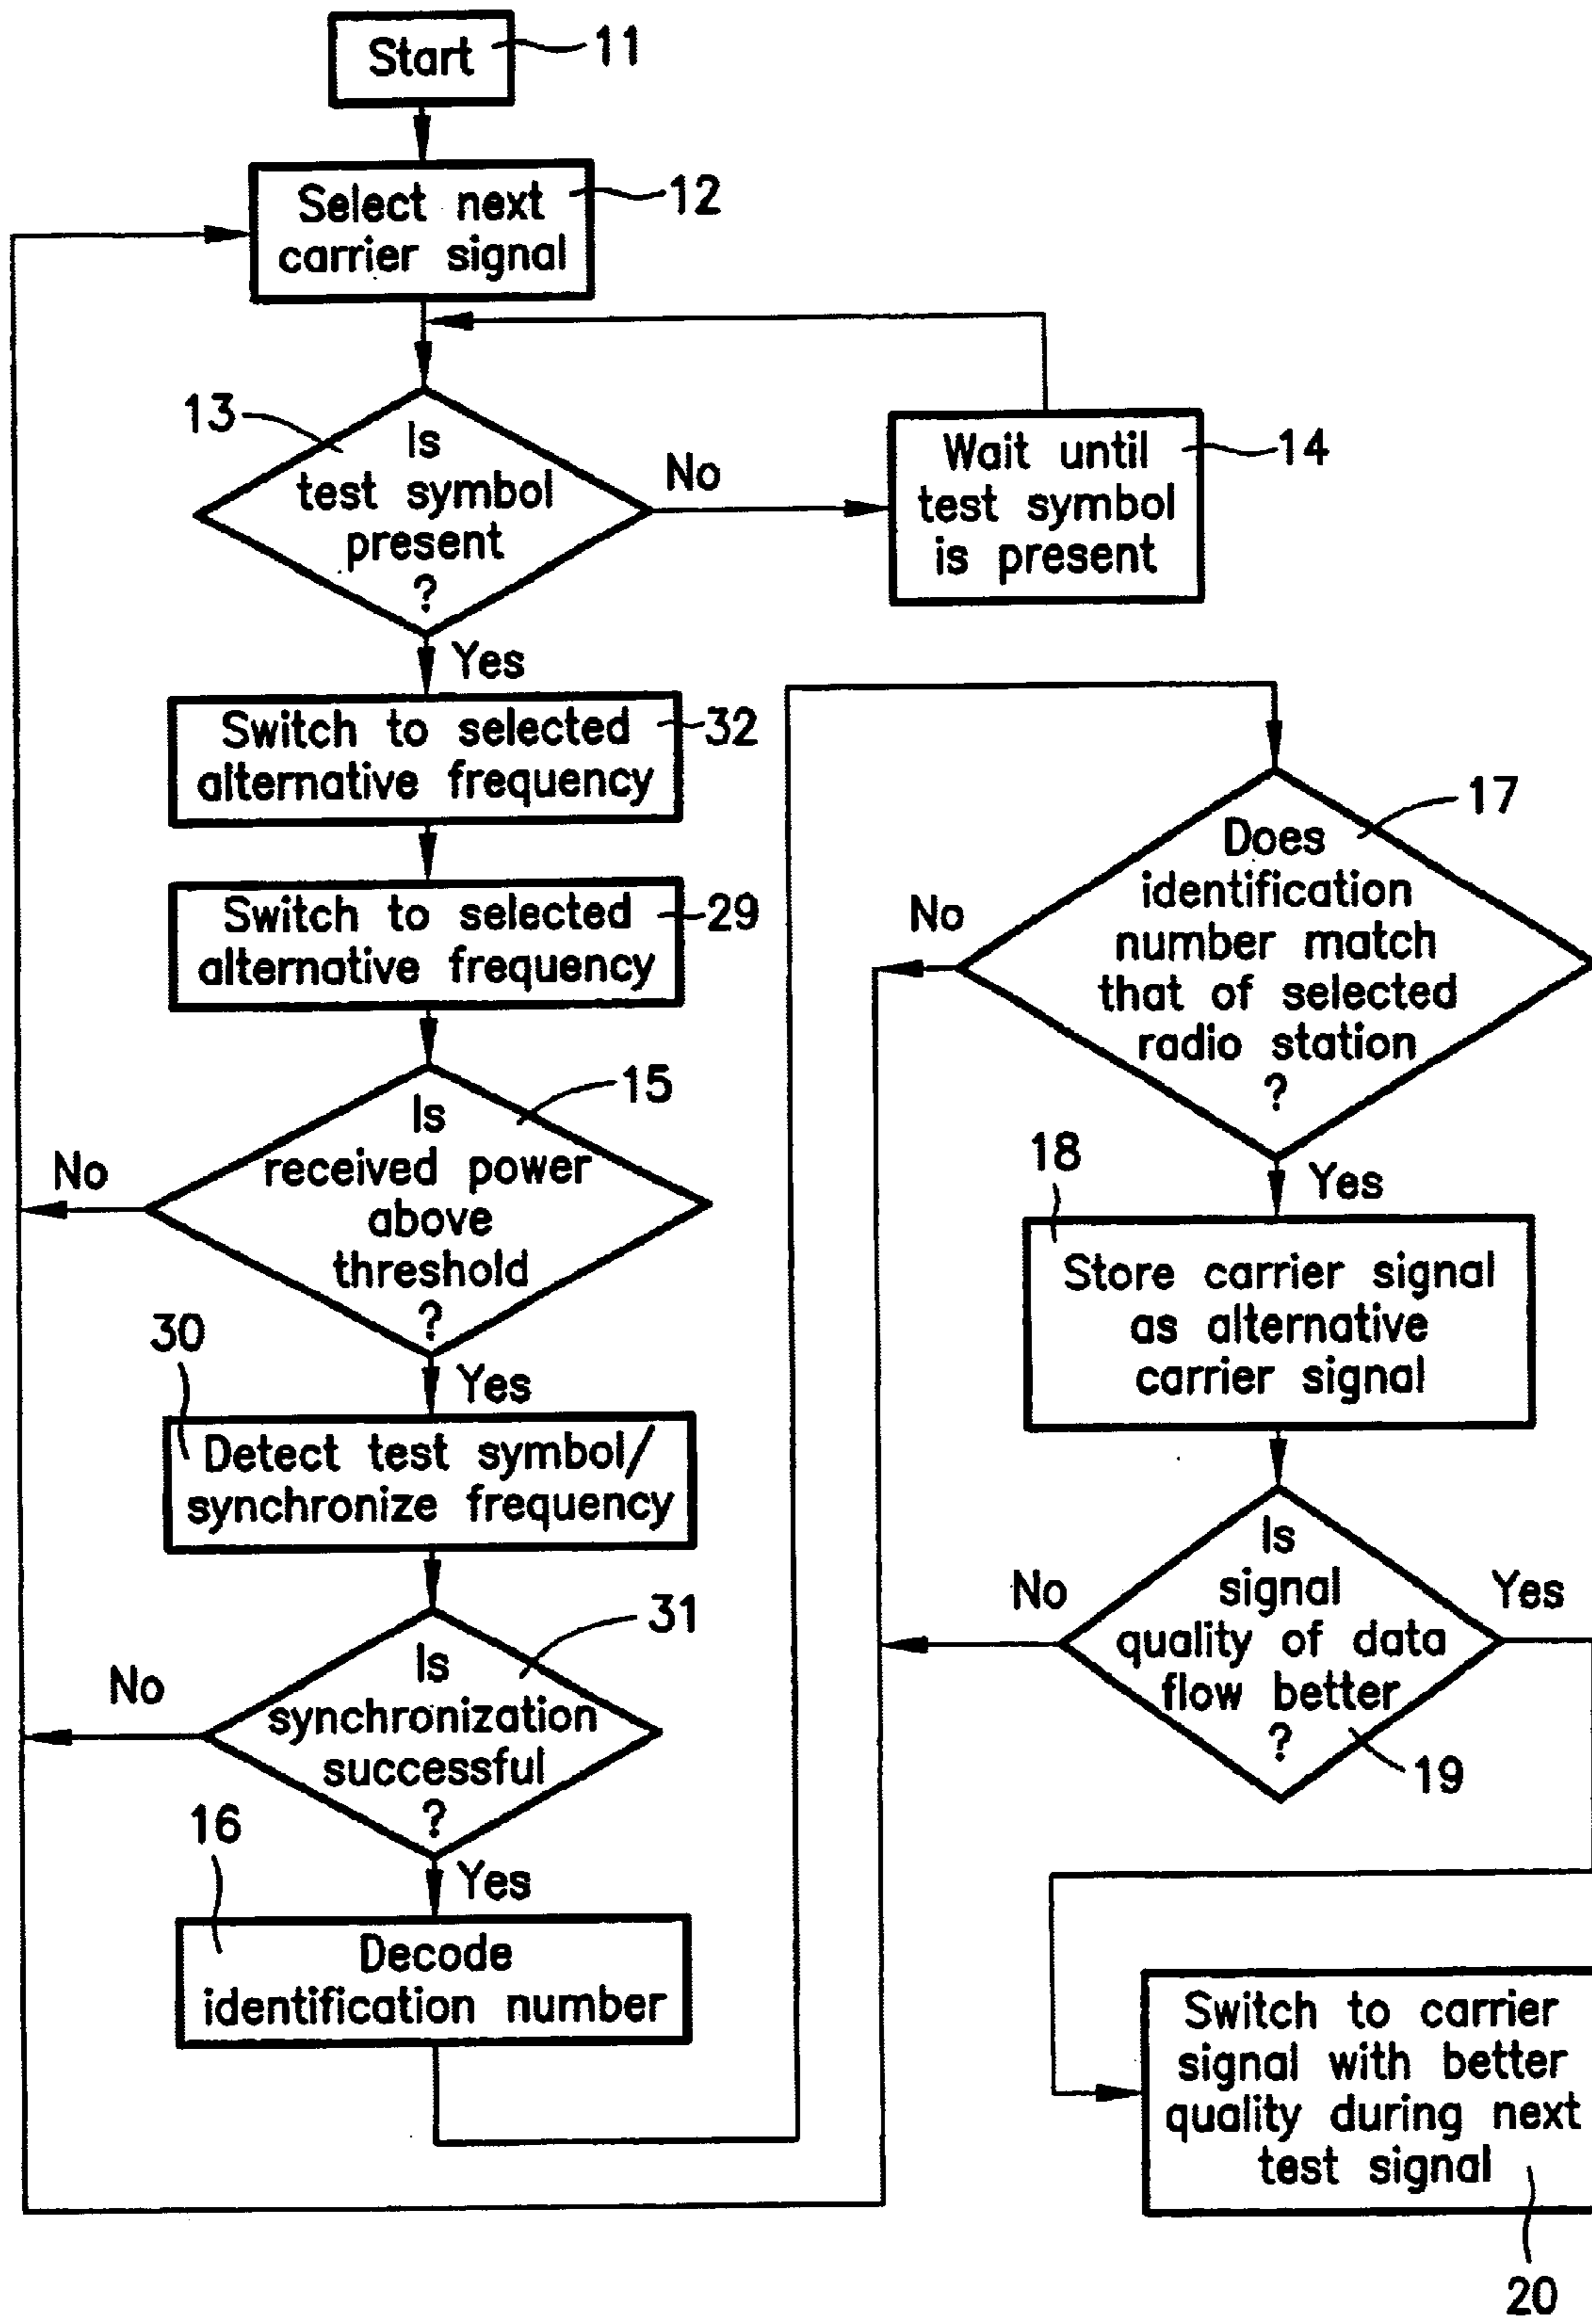 Start
11
Select next
carrier signal
12
13
Is
test symbol
present
?
No
Wait until
test symbol
is present
14
Yes
Switch to selected
alternative frequency
32
Switch to selected
alternative frequency
29
15
Is
received power
above
threshold
?
No
30
Yes
Detect test symbol/
synchronize frequency
31
Is
synchronization
successful
?
No
16
Yes
Decode
identification number
17
Does
identification
number match
that of selected
radio station
?
No
18
Yes
Store carrier signal
as alternative
carrier signal
Is
signal
quality of data
flow better
?
No
Yes
19
Switch to carrier
signal with better
quality during next
test signal
20